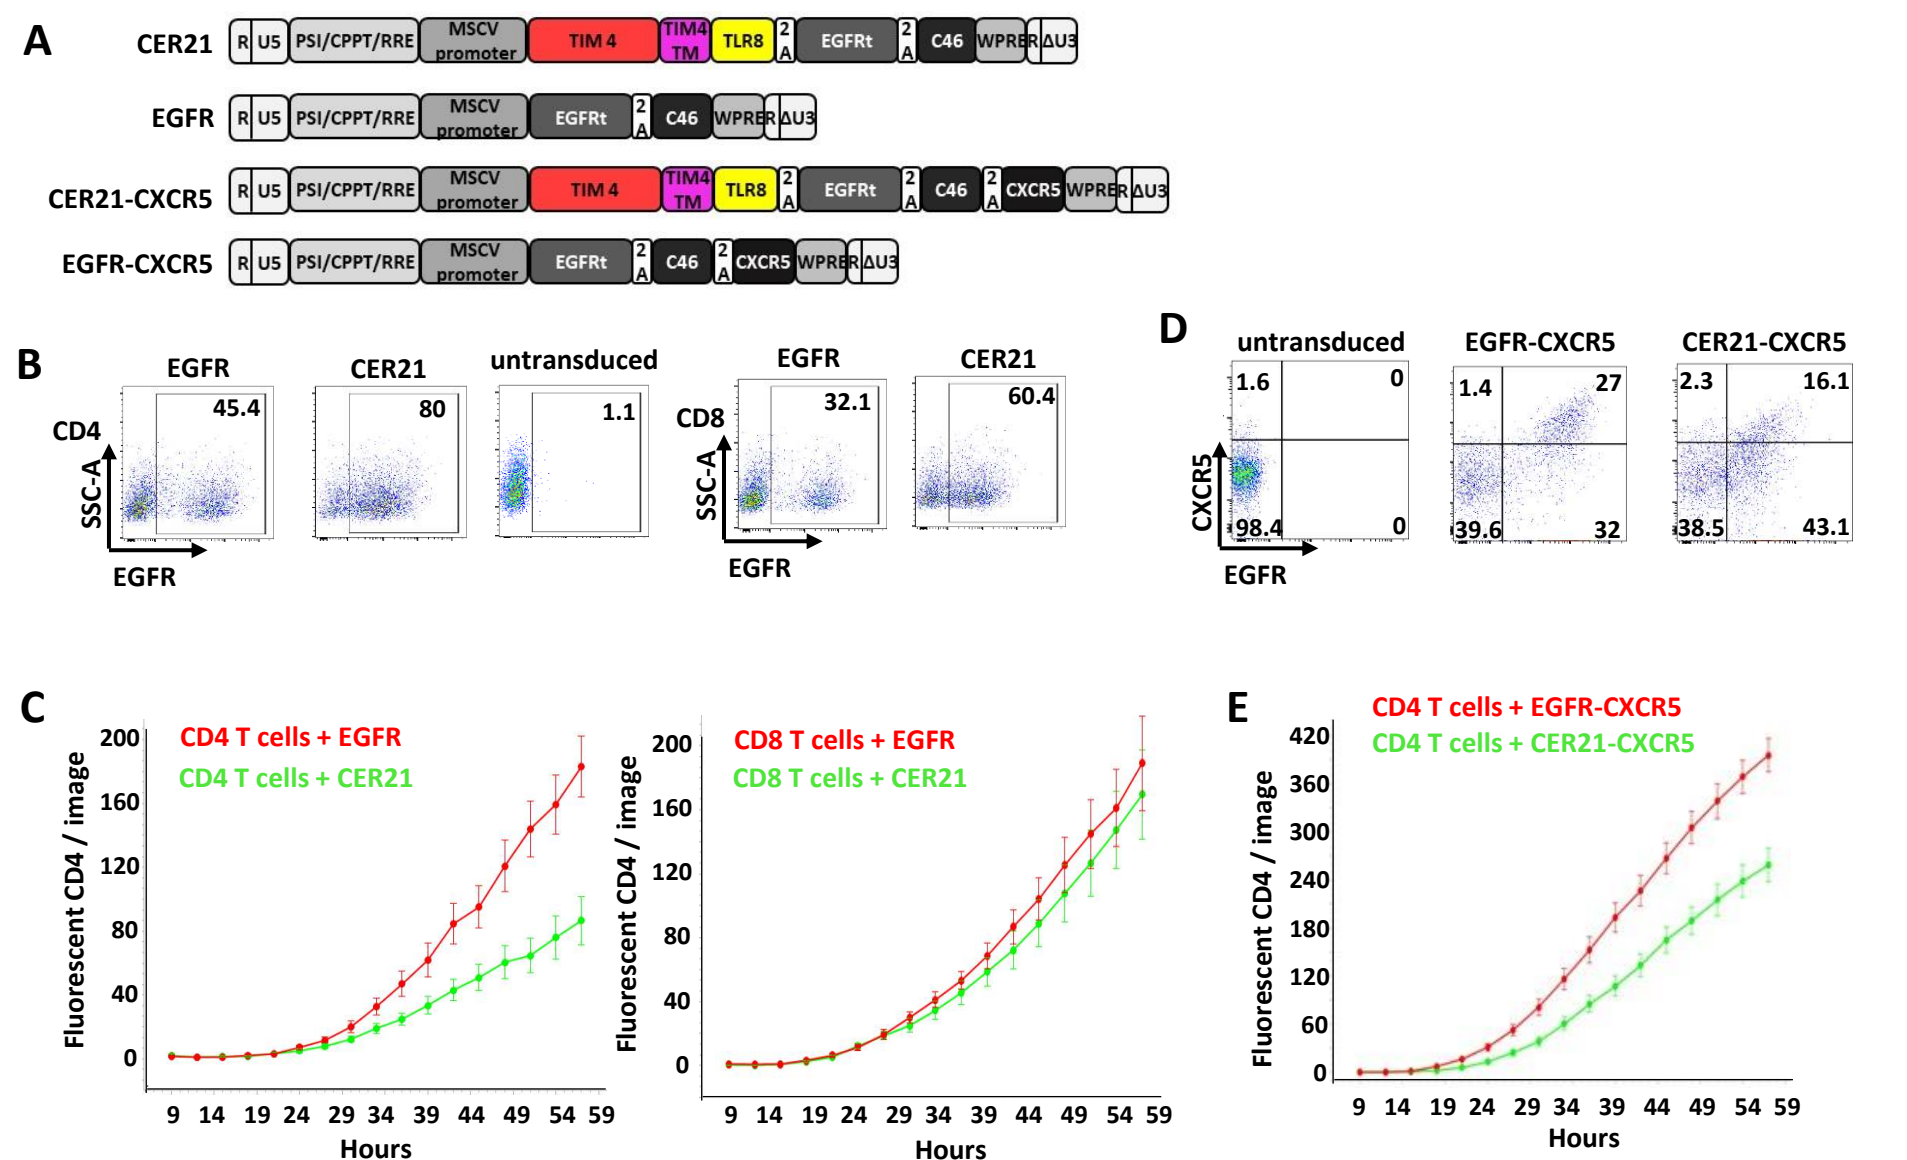 A
CER21
R U5 PSI/CPPT/RRE MSCV promoter TIM 4 TIM4 TM TLR8 2 A EGFRt 2 A C46 WPRE R ΔU3
EGFR
R U5 PSI/CPPT/RRE MSCV promoter EGFRt 2 A C46 WPRE R ΔU3
CER21-CXCR5
R U5 PSI/CPPT/RRE MSCV promoter TIM 4 TIM4 TM TLR8 2 A EGFRt 2 A C46 2 A CXCR5 WPRE R ΔU3
EGFR-CXCR5
R U5 PSI/CPPT/RRE MSCV promoter EGFRt 2 A C46 2 A CXCR5 WPRE R ΔU3
B
EGFR
CER21
untransduced
EGFR
CER21
CD4
SSC-A
45.4
80
1.1
EGFR
CD8
SSC-A
32.1
60.4
EGFR
D
untransduced
EGFR-CXCR5
CER21-CXCR5
CXCR5
1.6 0
98.4 0
1.4 27
39.6 32
2.3 16.1
38.5 43.1
EGFR
C
CD4 T cells + EGFR
CD4 T cells + CER21
Fluorescent CD4 / image
200
160
120
80
40
0
9 14 19 24 29 34 39 44 49 54 59
Hours
CD8 T cells + EGFR
CD8 T cells + CER21
Fluorescent CD4 / image
200
160
120
80
40
0
9 14 19 24 29 34 39 44 49 54 59
Hours
E
CD4 T cells + EGFR-CXCR5
CD4 T cells + CER21-CXCR5
Fluorescent CD4 / image
420
360
300
240
180
120
60
0
9 14 19 24 29 34 39 44 49 54 59
Hours